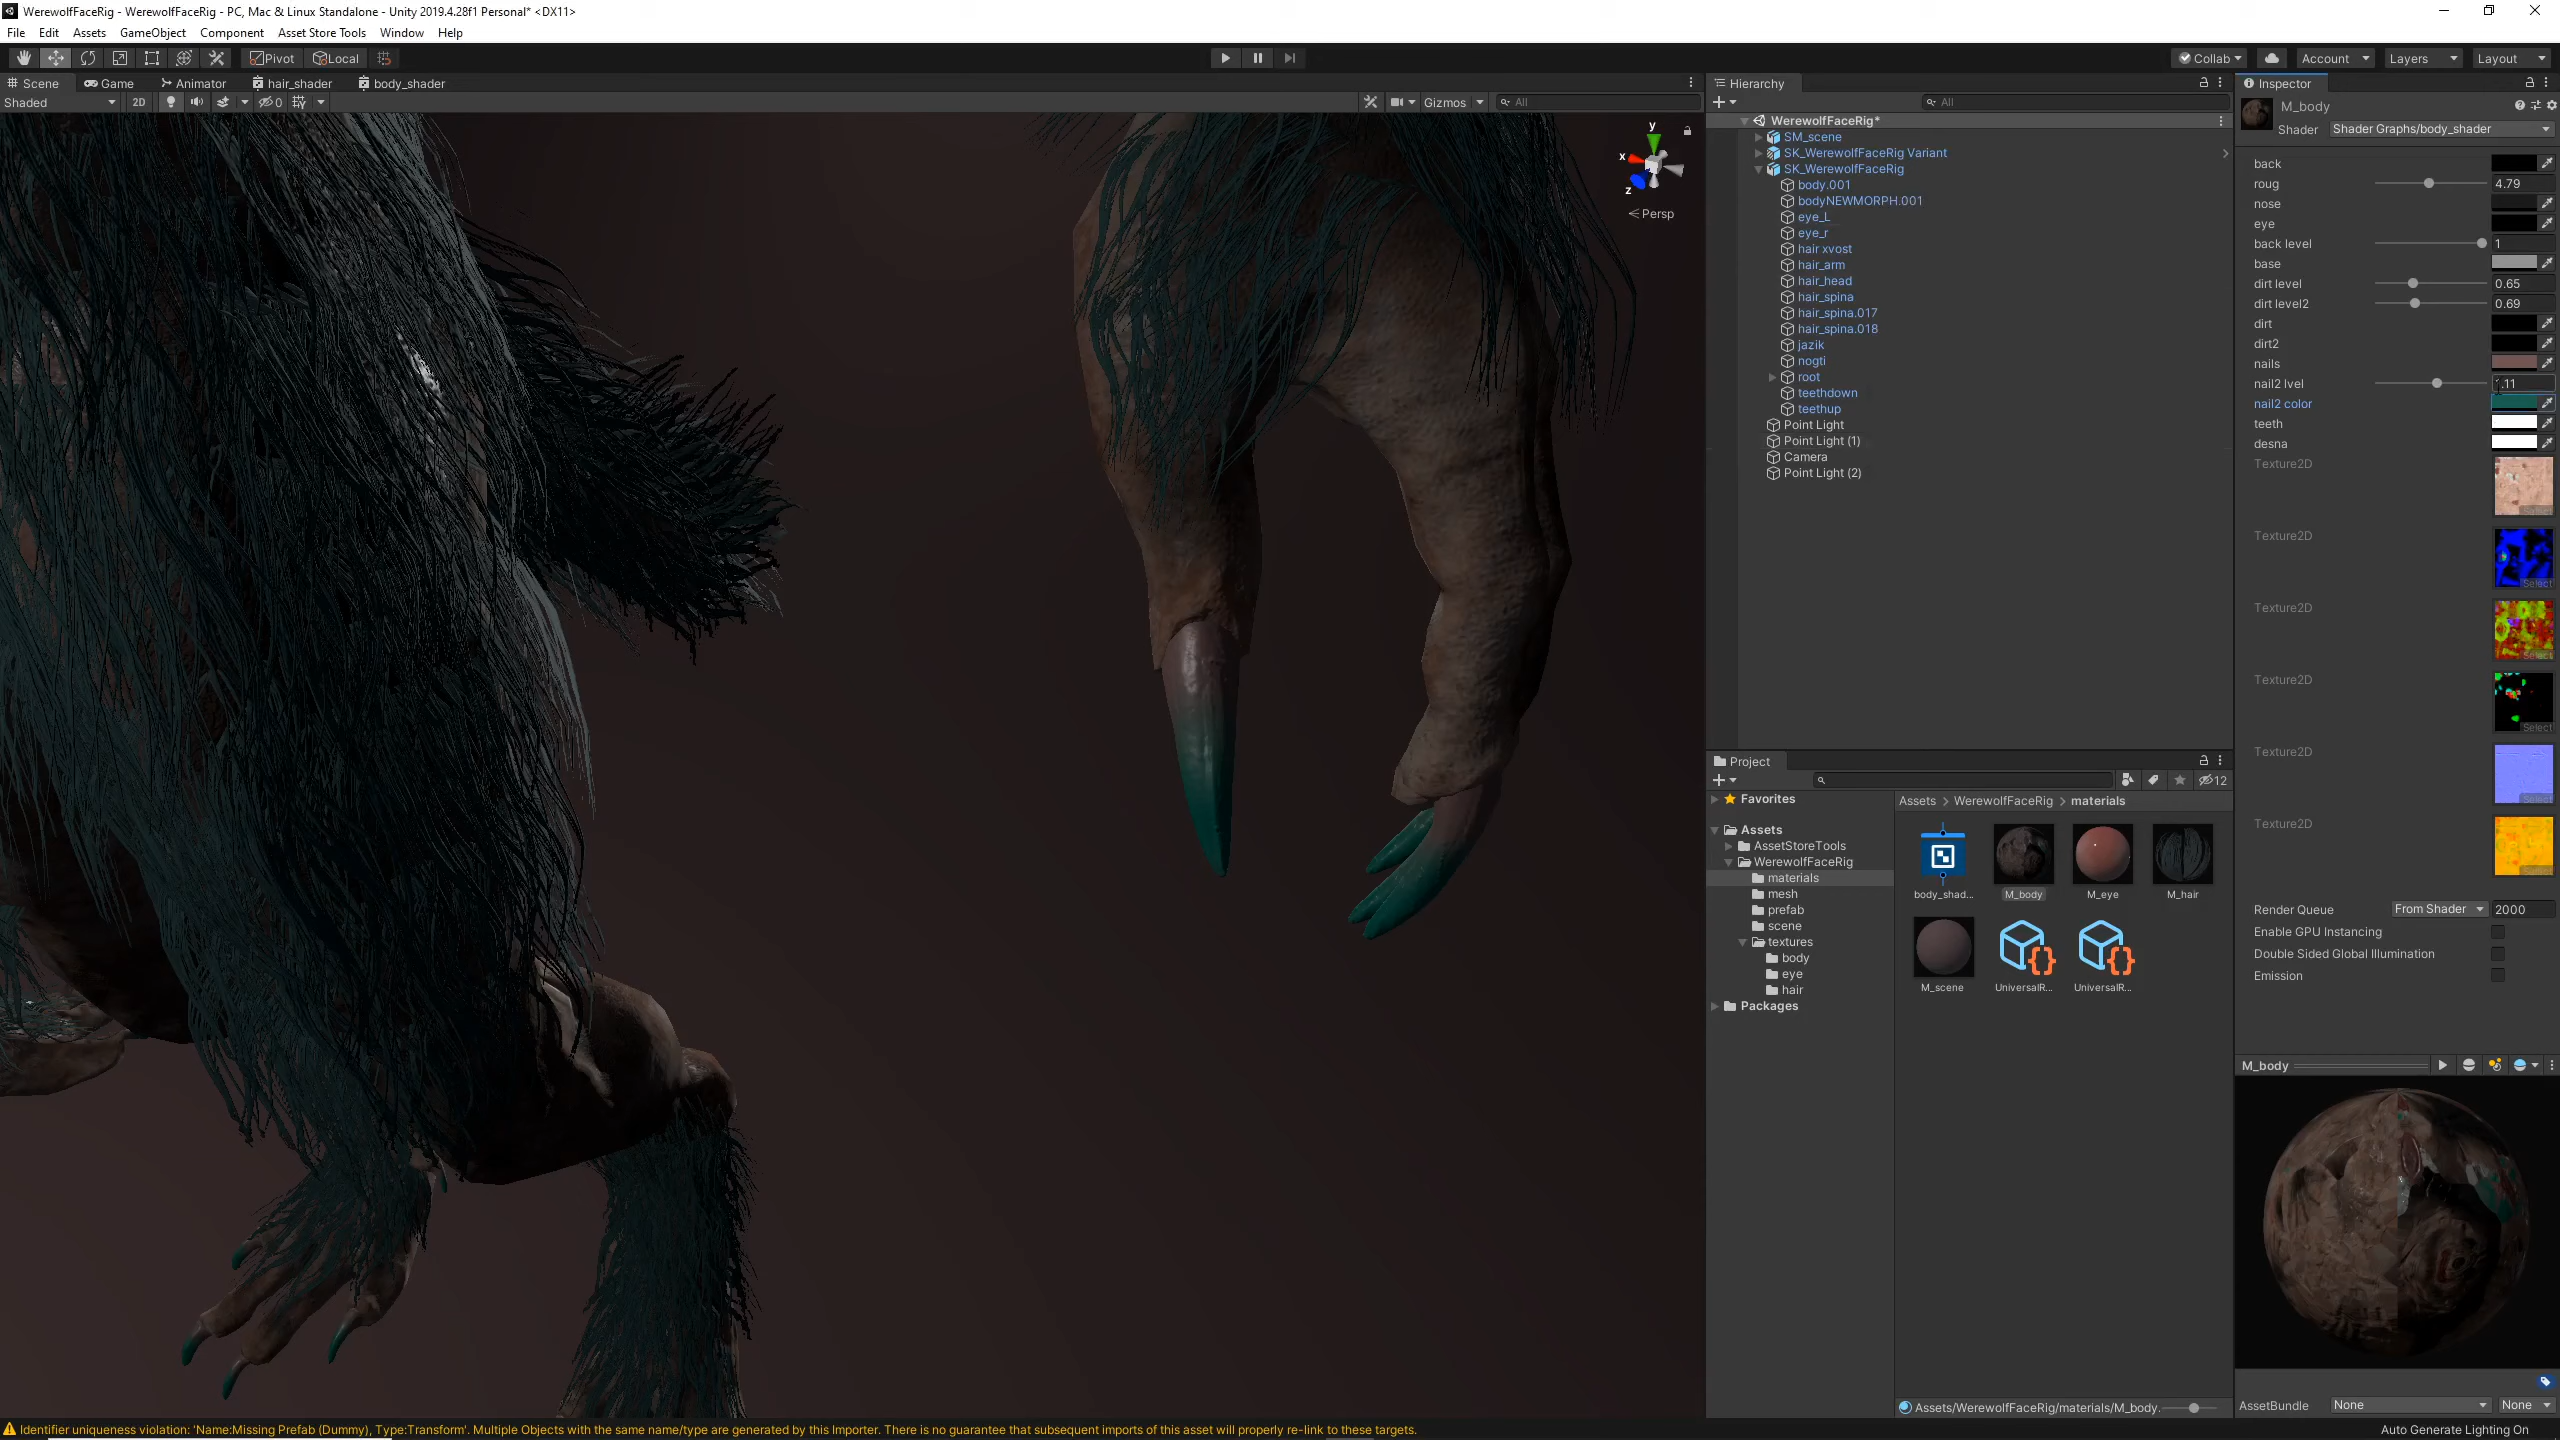 WerewolfFaceRig - WerewolfFaceRig - PC, Mac & Linux Standalone - Unity 2019.4.28f1 Personal* <DX11>
File Edit Assets GameObject Component Asset Store Tools Window Help
Pivot Local Collab Account Layers Layout
Scene Game Animator hair_shader body_shader
Shaded 2D 0 Gizmos All
y
x
z
Persp
Hierarchy
All
WerewolfFaceRig*
SM_scene
SK_WerewolfFaceRig Variant
SK_WerewolfFaceRig
body.001
bodyNEWMORPH.001
eye_L
eye_r
hair xvost
hair_arm
hair_head
hair_spina
hair_spina.017
hair_spina.018
jazik
nogti
root
teethdown
teethup
Point Light
Point Light (1)
Camera
Point Light (2)
Project
12
Favorites
Assets
AssetStoreTools
WerewolfFaceRig
materials
mesh
prefab
scene
textures
body
eye
hair
Packages
Assets > WerewolfFaceRig > materials
body_shad... M_body M_eye M_hair
M_scene UniversalR... UniversalR...
Assets/WerewolfFaceRig/materials/M_body.
Inspector
M_body
Shader Shader Graphs/body_shader
back
roug 4.79
nose
eye
back level 1
base
dirt level 0.65
dirt level2 0.69
dirt
dirt2
nails
nail2 lvel .11
nail2 color
teeth
desna
Texture2D
Select
Texture2D
Select
Texture2D
Select
Texture2D
Select
Texture2D
Select
Texture2D
Select
Render Queue From Shader 2000
Enable GPU Instancing
Double Sided Global Illumination
Emission
M_body
AssetBundle None None
Identifier uniqueness violation: 'Name:Missing Prefab (Dummy), Type:Transform'. Multiple Objects with the same name/type are generated by this Importer. There is no guarantee that subsequent imports of this asset will properly re-link to these targets.
Auto Generate Lighting On